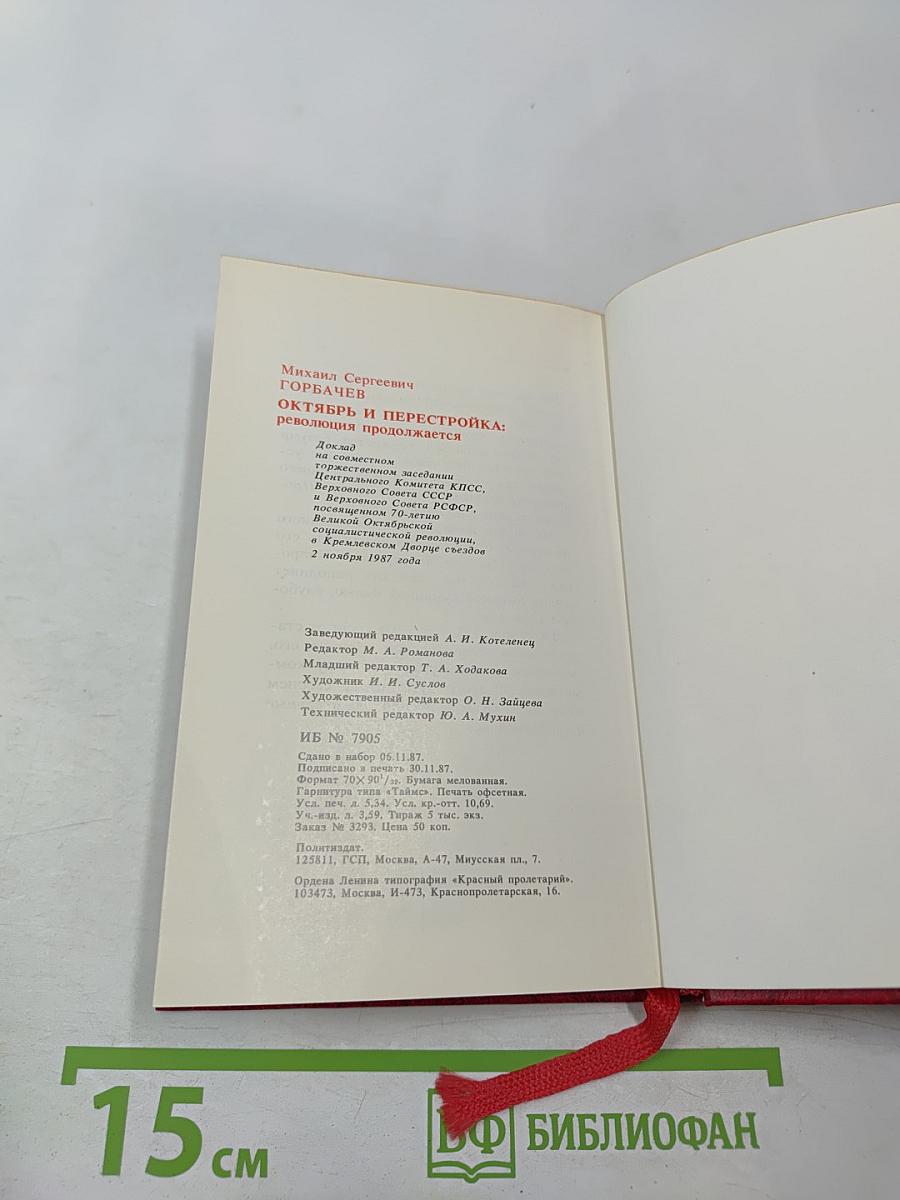 Михаил Сергеевич
ГОРБАЧЕВ
ОКТЯБРЬ И ПЕРЕСТРОЙКА:
революция продолжается
Доклад
на совместном
торжественном заседании
Центрального Комитета КПСС,
Верховного Совета СССР
и Верховного Совета РСФСР,
посвященном 70-летию
Великой Октябрьской
социалистической революции,
в Кремлевском Дворце съездов
2 ноября 1987 года
Заведующий редакцией А. И. Котеленец
Редактор М. А. Романова
Младший редактор Т. А. Ходакова
Художник И. И. Суслов
Художественный редактор О. Н. Зайцева
Технический редактор Ю. А. Мухин
ИБ № 7905
Сдано в набор 06.11.87.
Подписано в печать 30.11.87.
Формат 70×90¹/₃₂. Бумага мелованная.
Гарнитура типа «Таймс». Печать офсетная.
Усл. печ. л. 5,34. Усл. кр.-отт. 10,69.
Уч.-изд. л. 3,59. Тираж 5 тыс. экз.
Заказ № 3293. Цена 50 коп.
Политиздат.
125811, ГСП, Москва, А-47, Миусская пл., 7.
Ордена Ленина типография «Красный пролетарий».
103473, Москва, И-473, Краснопролетарская, 16.
15 см
БФ БИБЛИОФАН